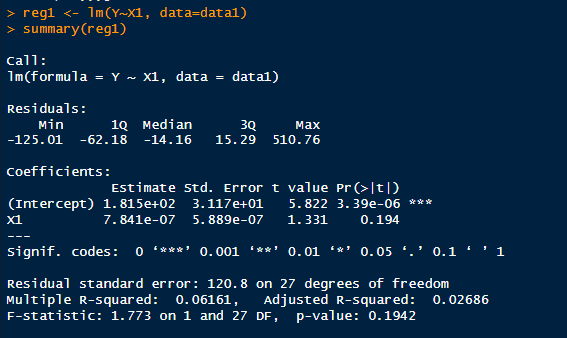 > reg1 <- lm(Y~X1, data=data1)
> summary(reg1)
Call:
lm(formula = Y ~ X1, data = data1)
Residuals:
    Min      1Q  Median      3Q     Max
-125.01  -62.18  -14.16   15.29  510.76
Coefficients:
             Estimate Std. Error t value Pr(>|t|)
(Intercept) 1.815e+02  3.117e+01   5.822 3.39e-06 ***
X1          7.841e-07  5.889e-07   1.331    0.194
---
Signif. codes:  0 ‘***’ 0.001 ‘**’ 0.01 ‘*’ 0.05 ‘.’ 0.1 ‘ ’ 1
Residual standard error: 120.8 on 27 degrees of freedom
Multiple R-squared:  0.06161,	Adjusted R-squared:  0.02686
F-statistic: 1.773 on 1 and 27 DF,  p-value: 0.1942